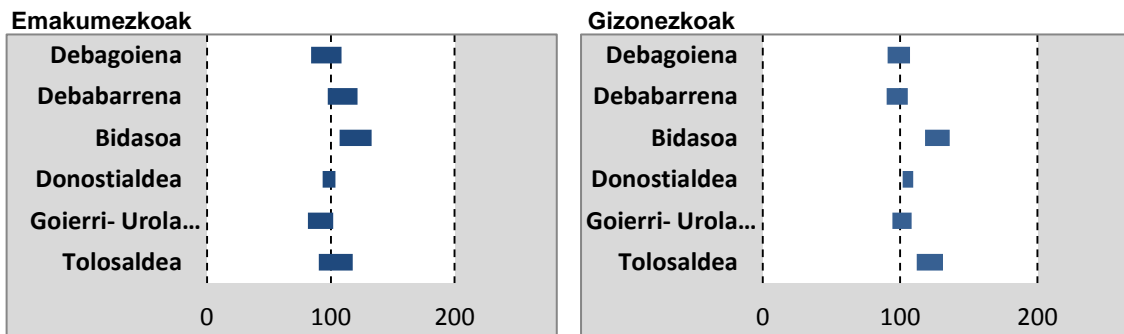 Emakumezkoak
Debagoiena
Debabarrena
Bidasoa
Donostialdea
Goierri- Urola...
Tolosaldea
0 100 200
Gizonezkoak
Debagoiena
Debabarrena
Bidasoa
Donostialdea
Goierri- Urola...
Tolosaldea
0 100 200